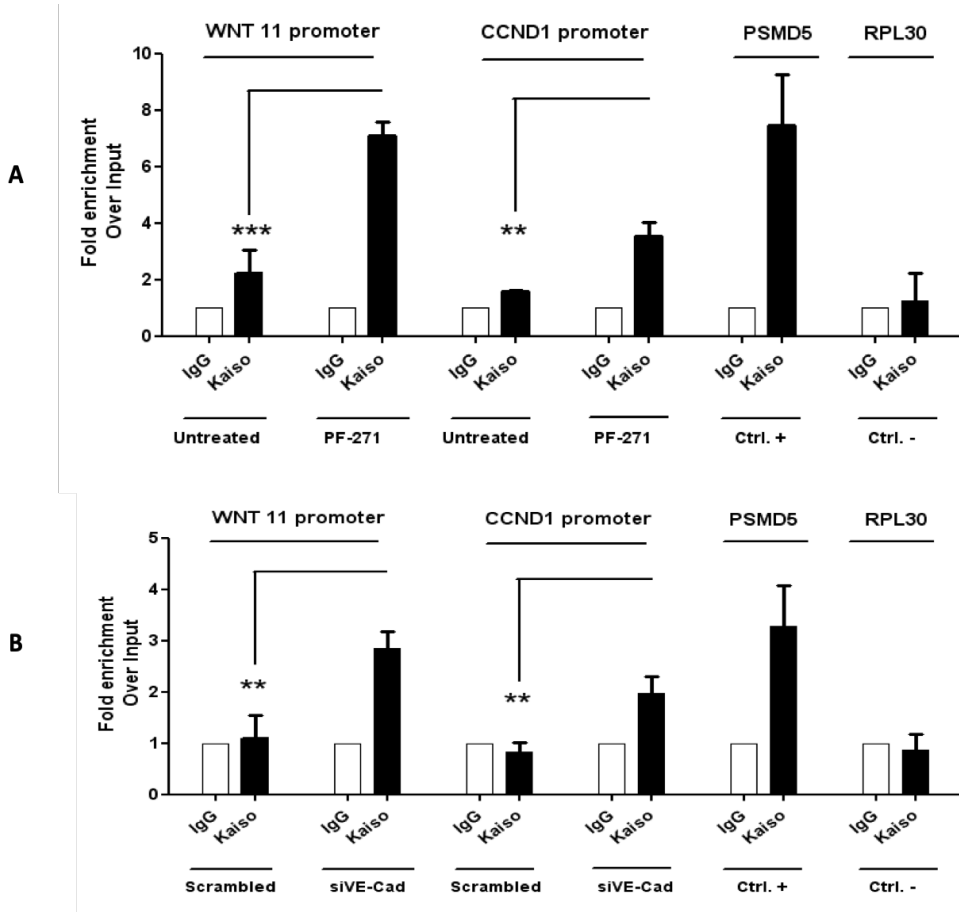 WNT 11 promoter CCND1 promoter PSMD5 RPL30
A
Fold enrichment
Over Input
10
8
6
4
2
0
*** **
IgG Kaiso IgG Kaiso IgG Kaiso IgG Kaiso IgG Kaiso IgG Kaiso
Untreated PF-271 Untreated PF-271 Ctrl. + Ctrl. -
WNT 11 promoter CCND1 promoter PSMD5 RPL30
B
Fold enrichment
Over Input
5
4
3
2
1
0
** **
IgG Kaiso IgG Kaiso IgG Kaiso IgG Kaiso IgG Kaiso IgG Kaiso
Scrambled siVE-Cad Scrambled siVE-Cad Ctrl. + Ctrl. -